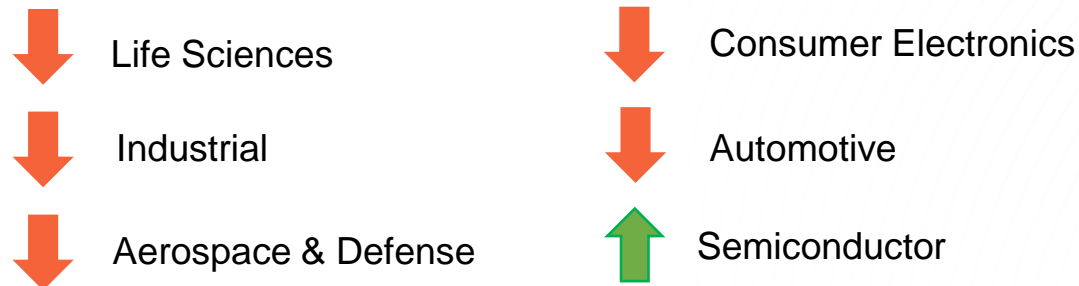 Life Sciences
Industrial
Aerospace & Defense
Consumer Electronics
Automotive
Semiconductor